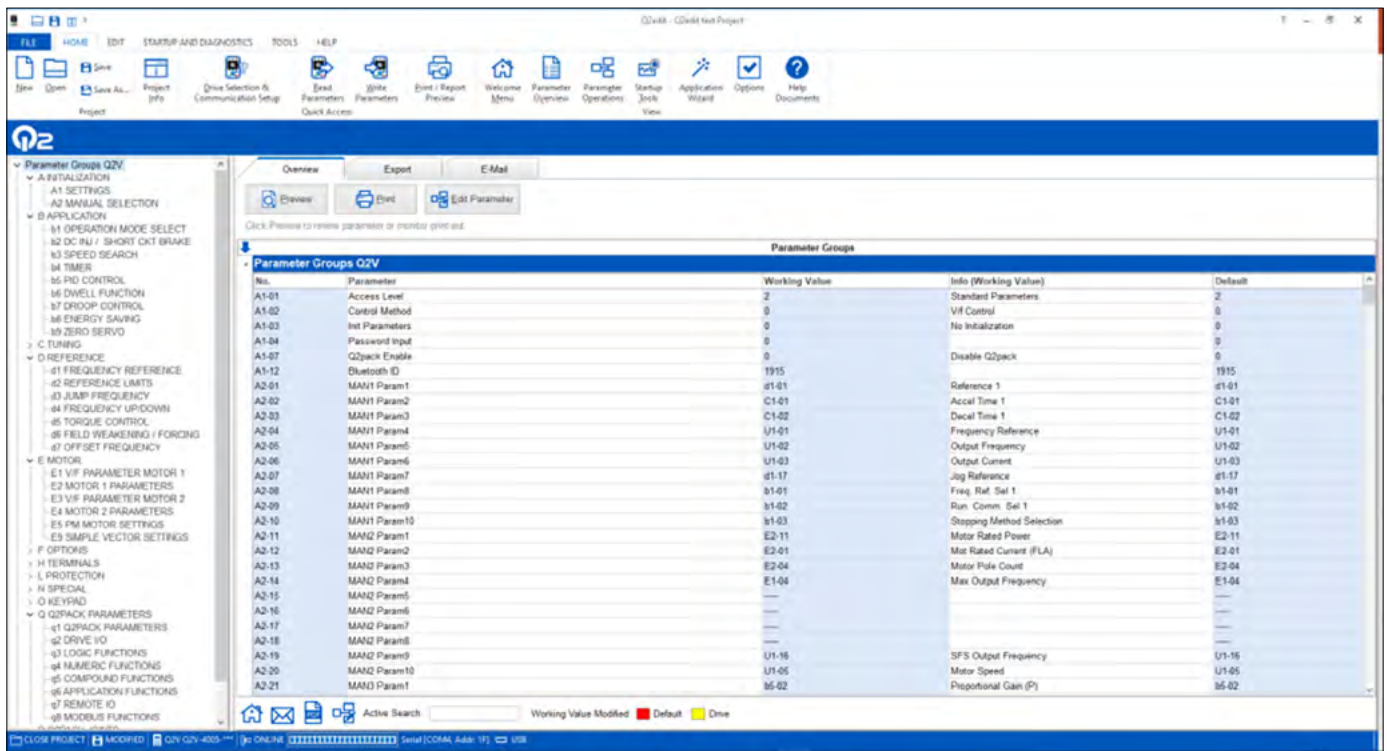 Q2edit - Q2edit test Project
FILE HOME EDIT STARTUP AND DIAGNOSTICS TOOLS HELP
New Open Save Save As... Project Info
Drive Selection & Communication Setup
Read Parameters Write Parameters Print / Report Preview
Welcome Menu Parameter Overview Parameter Operations Startup Tools Application Wizard Options Help Documents
Project Quick Access View
Q2
Parameter Groups Q2V
A INITIALIZATION
A1 SETTINGS
A2 MANUAL SELECTION
B APPLICATION
b1 OPERATION MODE SELECT
b2 DC INJ / SHORT CKT BRAKE
b3 SPEED SEARCH
b4 TIMER
b5 PID CONTROL
b6 DWELL FUNCTION
b7 DROOP CONTROL
b8 ENERGY SAVING
b9 ZERO SERVO
C TUNING
D REFERENCE
d1 FREQUENCY REFERENCE
d2 REFERENCE LIMITS
d3 JUMP FREQUENCY
d4 FREQUENCY UP/DOWN
d5 TORQUE CONTROL
d6 FIELD WEAKENING / FORCING
d7 OFFSET FREQUENCY
E MOTOR
E1 V/F PARAMETER MOTOR 1
E2 MOTOR 1 PARAMETERS
E3 V/F PARAMETER MOTOR 2
E4 MOTOR 2 PARAMETERS
E5 PM MOTOR SETTINGS
E9 SIMPLE VECTOR SETTINGS
F OPTIONS
H TERMINALS
L PROTECTION
N SPECIAL
O KEYPAD
Q Q2PACK PARAMETERS
q1 Q2PACK PARAMETERS
q2 DRIVE I/O
q3 LOGIC FUNCTIONS
q4 NUMERIC FUNCTIONS
q5 COMPOUND FUNCTIONS
q6 APPLICATION FUNCTIONS
q7 REMOTE IO
q8 MODBUS FUNCTIONS
Overview Export E-Mail
Preview Print Edit Parameter
Click Preview to review parameter or monitor print out.
Parameter Groups
Parameter Groups Q2V
No. Parameter Working Value Info (Working Value) Default
A1-01 Access Level 2 Standard Parameters 2
A1-02 Control Method 0 V/f Control 0
A1-03 Init Parameters 0 No Initialization 0
A1-04 Password Input 0 0
A1-07 Q2pack Enable 0 Disable Q2pack 0
A1-12 Bluetooth ID 1915 1915
A2-01 MAN1 Param1 d1-01 Reference 1 d1-01
A2-02 MAN1 Param2 C1-01 Accel Time 1 C1-01
A2-03 MAN1 Param3 C1-02 Decel Time 1 C1-02
A2-04 MAN1 Param4 U1-01 Frequency Reference U1-01
A2-05 MAN1 Param5 U1-02 Output Frequency U1-02
A2-06 MAN1 Param6 U1-03 Output Current U1-03
A2-07 MAN1 Param7 d1-17 Jog Reference d1-17
A2-08 MAN1 Param8 b1-01 Freq. Ref. Sel 1 b1-01
A2-09 MAN1 Param9 b1-02 Run. Comm. Sel 1 b1-02
A2-10 MAN1 Param10 b1-03 Stopping Method Selection b1-03
A2-11 MAN2 Param1 E2-11 Motor Rated Power E2-11
A2-12 MAN2 Param2 E2-01 Mot Rated Current (FLA) E2-01
A2-13 MAN2 Param3 E2-04 Motor Pole Count E2-04
A2-14 MAN2 Param4 E1-04 Max Output Frequency E1-04
A2-15 MAN2 Param5 ---- ----
A2-16 MAN2 Param6 ---- ----
A2-17 MAN2 Param7 ---- ----
A2-18 MAN2 Param8 ---- ----
A2-19 MAN2 Param9 U1-16 SFS Output Frequency U1-16
A2-20 MAN2 Param10 U1-05 Motor Speed U1-05
A2-21 MAN3 Param1 b5-02 Proportional Gain (P) b5-02
Active Search Working Value Modified Default Drive
CLOSE PROJECT MODIFIED Q2V Q2V-4005-*** ONLINE Serial [COM4, Addr: 1F] USB